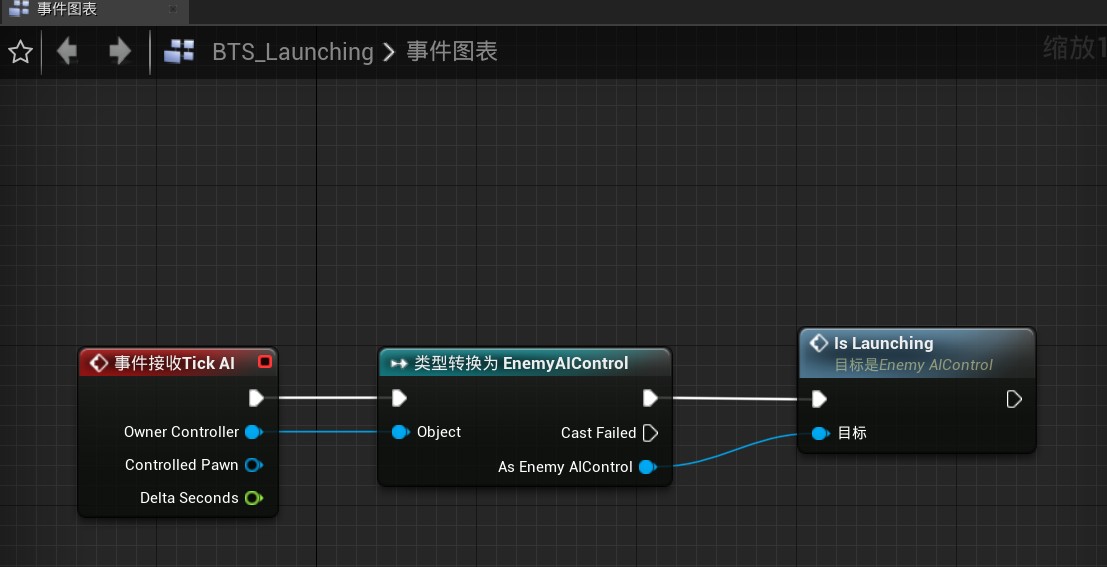 事件图表
BTS_Launching > 事件图表
缩放1
Is Launching
目标是Enemy AIControl
事件接收Tick AI
类型转换为 EnemyAIControl
Owner Controller
Object
Cast Failed
目标
Controlled Pawn
As Enemy AIControl
Delta Seconds